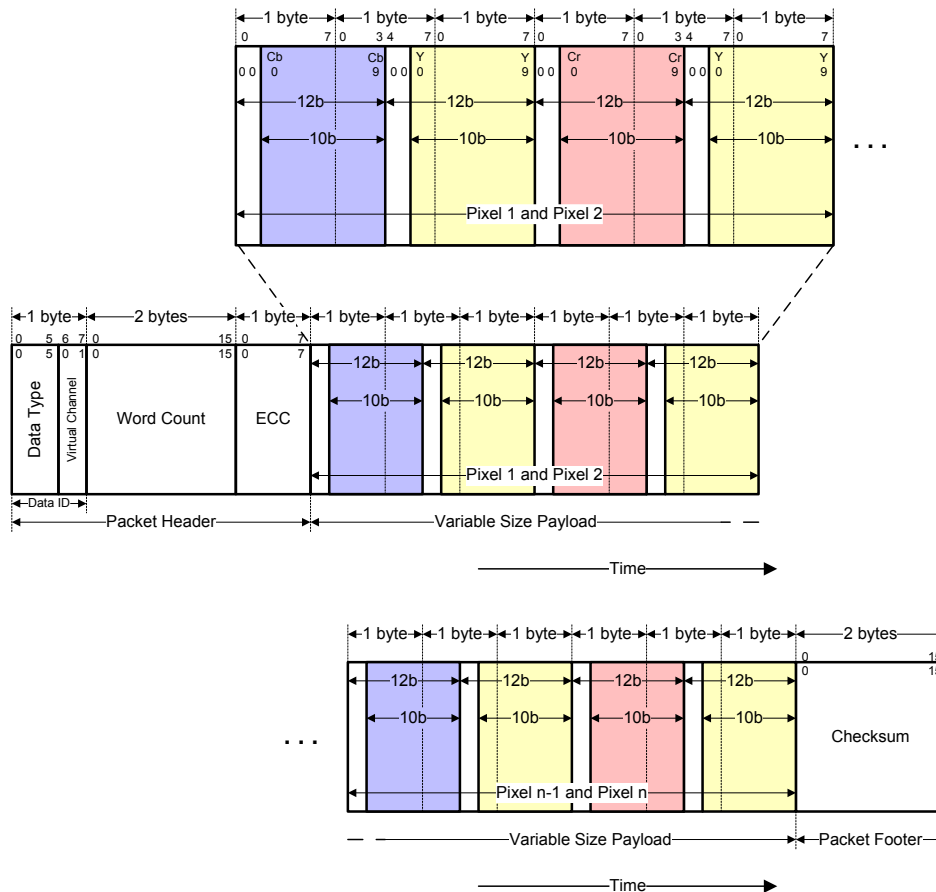 1 byte 1 byte 1 byte 1 byte 1 byte 1 byte
0 7 0 3 4 7 0 7 0 7 0 3 4 7 0 7
Cb Cb Y Y Cr Cr Y Y
0 0 0 9 0 0 0 9 0 0 0 9 0 0 0 9
12b 12b 12b 12b
10b 10b 10b 10b
. . .
Pixel 1 and Pixel 2
1 byte 2 bytes 1 byte 1 byte 1 byte 1 byte 1 byte 1 byte 1 byte
0 5 6 7 0 15 0 7
0 5 0 1 0 15 0 7
12b 12b 12b 12b
10b 10b 10b 10b
Data Type
Virtual Channel
Word Count
ECC
Pixel 1 and Pixel 2
Data ID
Packet Header Variable Size Payload
Time
1 byte 1 byte 1 byte 1 byte 1 byte 1 byte 2 bytes
0 15
0 15
12b 12b 12b 12b
10b 10b 10b 10b
. . .
Checksum
Pixel n-1 and Pixel n
Variable Size Payload Packet Footer
Time